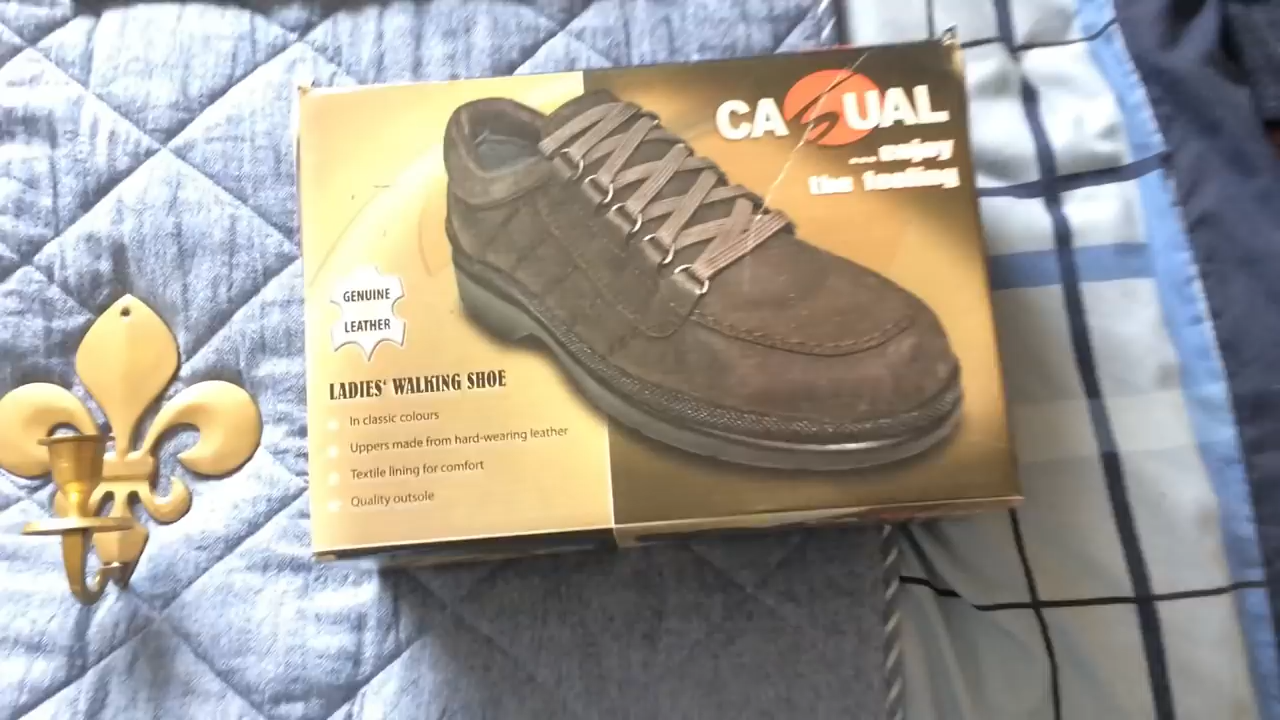 CASUAL
...enjoy
the feeling
GENUINE
LEATHER
LADIES' WALKING SHOE
In classic colours
Uppers made from hard-wearing leather
Textile lining for comfort
Quality outsole